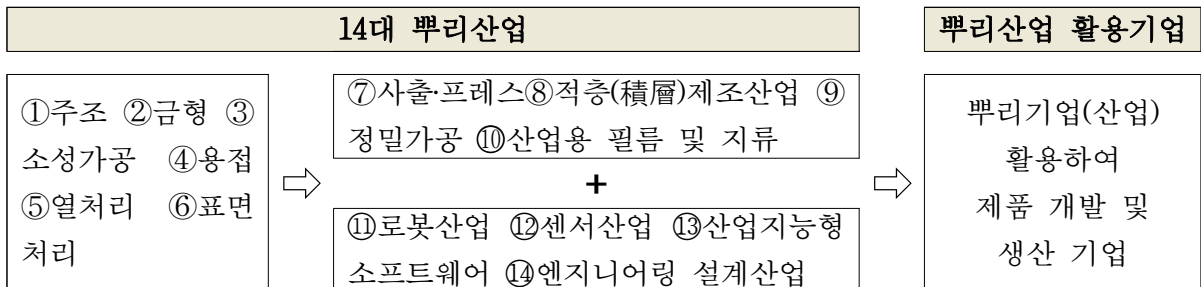 14대 뿌리산업
뿌리산업 활용기업
①주조 ②금형 ③
소성가공 ④용접
⑤열처리 ⑥표면
처리
⑦사출·프레스⑧적층(積層)제조산업 ⑨
정밀가공 ⑩산업용 필름 및 지류
+
⑪로봇산업 ⑫센서산업 ⑬산업지능형
소프트웨어 ⑭엔지니어링 설계산업
뿌리기업(산업)
활용하여
제품 개발 및
생산 기업